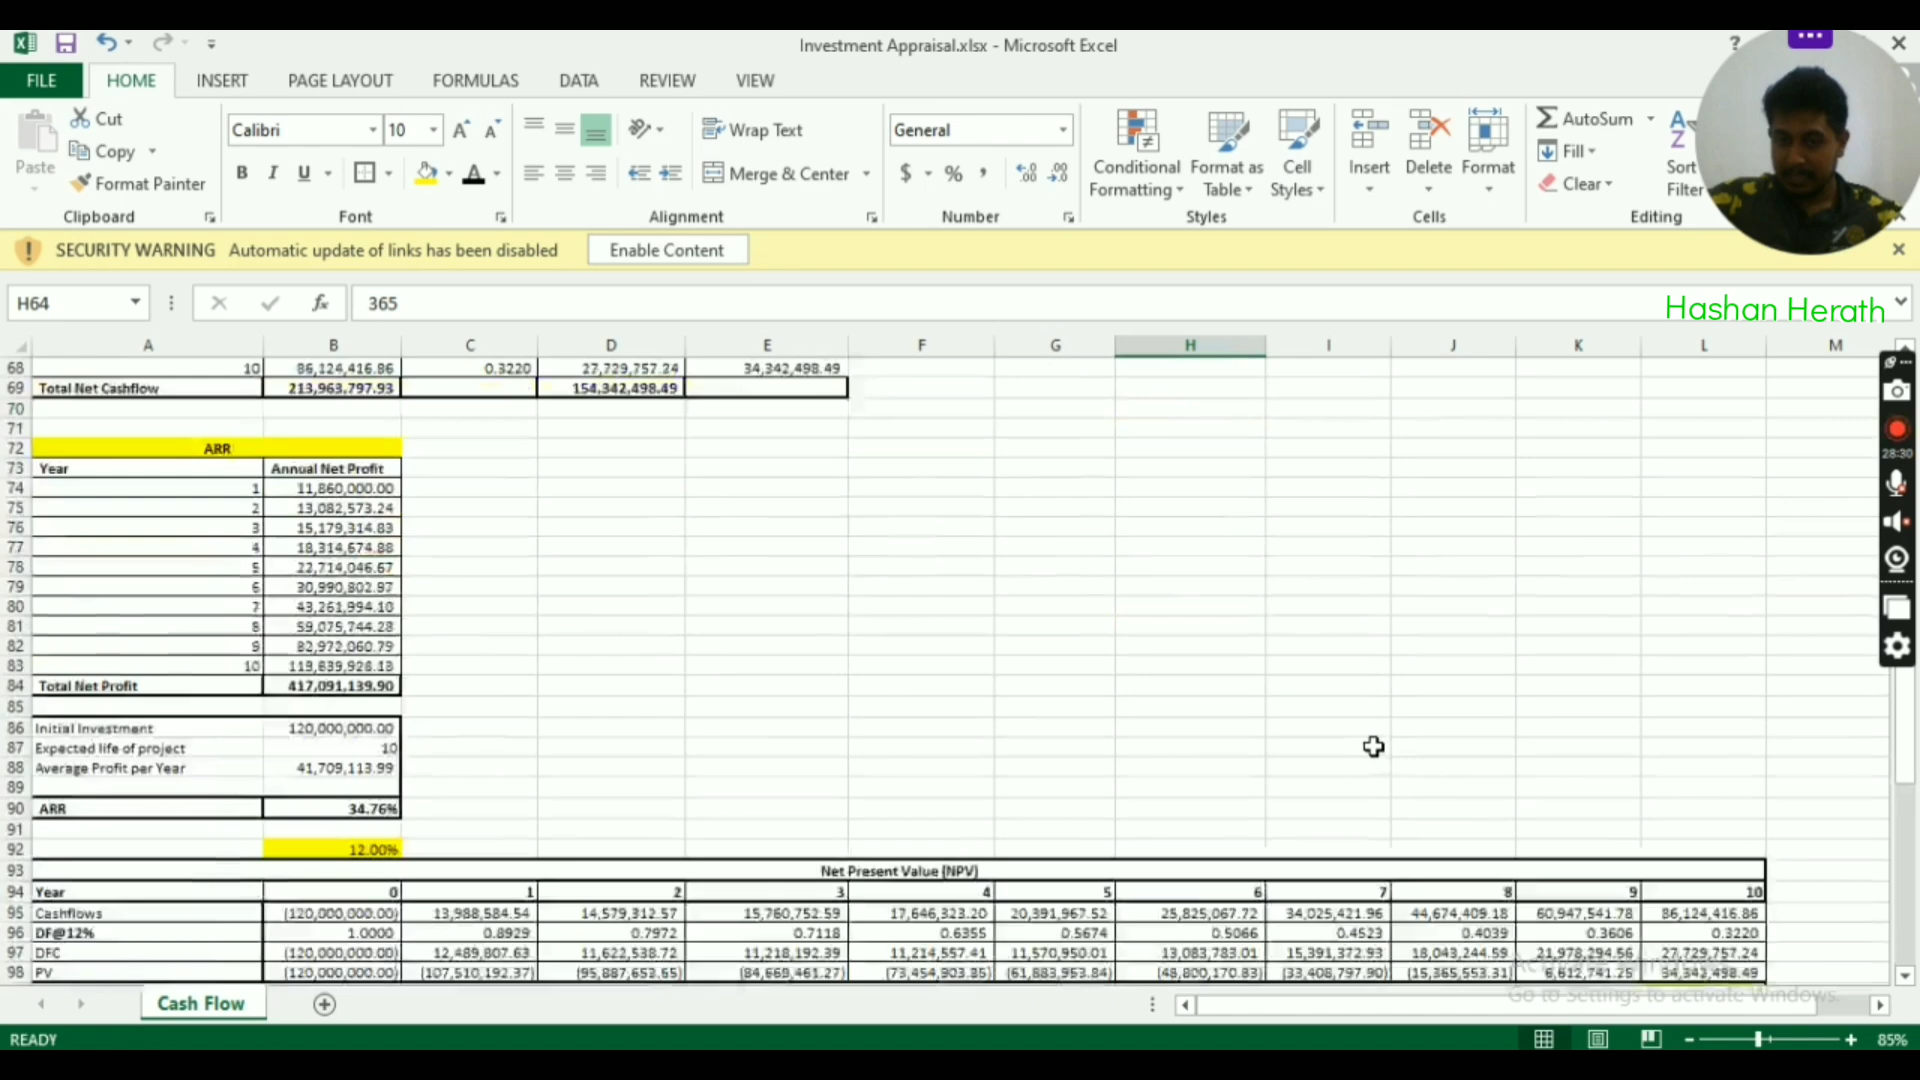 Investment Appraisal.xlsx - Microsoft Excel
?
FILE HOME INSERT PAGE LAYOUT FORMULAS DATA REVIEW VIEW
Paste
Cut
Copy
Format Painter
Clipboard
Calibri 10
B I U
Font
Wrap Text
Merge & Center
Alignment
General
$ % ,
Number
Conditional Formatting
Format as Table
Cell Styles
Styles
Insert
Delete
Format
Cells
AutoSum
Fill
Clear
Sort
Filter
Editing
SECURITY WARNING Automatic update of links has been disabled Enable Content
H64 fx 365
Hashan Herath
A B C D E F G H I J K L M
68 10 86,124,416.86 0.3220 27,729,757.24 34,342,498.49
69 Total Net Cashflow 213,963,797.93 154,342,498.49
70
71
72 ARR
73 Year Annual Net Profit
74 1 11,860,000.00
75 2 13,082,573.24
76 3 15,179,314.83
77 4 18,314,674.88
78 5 22,714,046.67
79 6 30,990,802.97
80 7 43,261,994.10
81 8 59,075,744.28
82 9 82,972,060.79
83 10
84 Total Net Profit 417,091,139.90
85
86 Initial Investment 120,000,000.00
87 Expected life of project 10
88 Average Profit per Year 41,709,113.99
89
90 ARR 34.76%
91
92 12.00%
93 Net Present Value (NPV)
94 Year 0 1 2 3 4 5 6 7 8 9 10
95 Cashflows (120,000,000.00) 13,988,584.54 14,579,312.57 15,760,752.59 17,646,323.20 20,391,967.52 25,825,067.72 34,025,421.96 44,674,409.18 60,947,541.78 86,124,416.86
96 DF@12% 1.0000 0.8929 0.7972 0.7118 0.6355 0.5674 0.5066 0.4523 0.4039 0.3606 0.3220
97 DFC (120,000,000.00) 12,489,807.63 11,622,538.72 11,218,192.39 11,214,557.41 11,570,950.01 13,083,783.01 15,391,372.93 18,043,244.59 21,978,294.56 27,729,757.24
98 PV (120,000,000.00) (107,510,192.37) (95,887,653.65) (84,669,461.27) (73,454,903.85) (61,883,953.84) (48,800,170.83) (33,408,797.90) (15,365,553.31) 6,612,741.25 34,342,498.49
28:30
Go to Settings to activate Windows.
Cash Flow
READY
85%